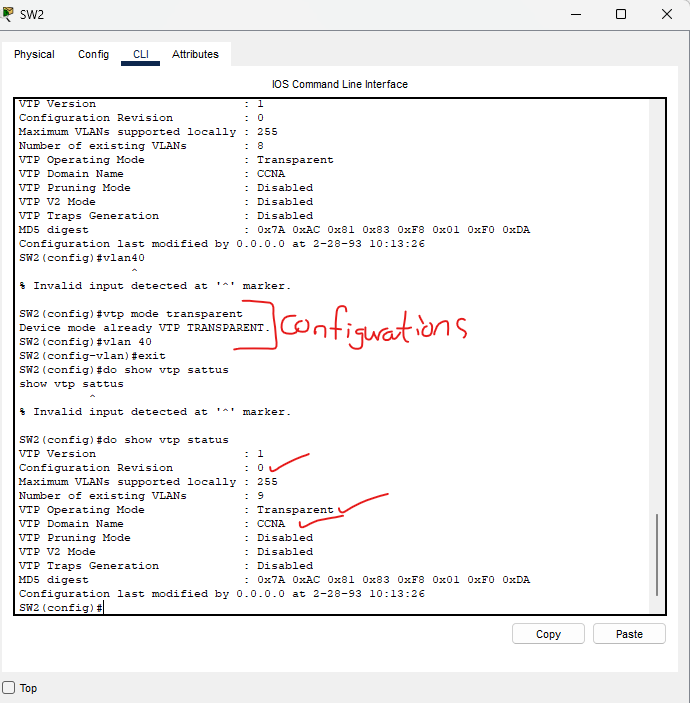 SW2
Physical Config CLI Attributes
IOS Command Line Interface
VTP Version : 1
Configuration Revision : 0
Maximum VLANs supported locally : 255
Number of existing VLANs : 8
VTP Operating Mode : Transparent
VTP Domain Name : CCNA
VTP Pruning Mode : Disabled
VTP V2 Mode : Disabled
VTP Traps Generation : Disabled
MD5 digest : 0x7A 0xAC 0x81 0x83 0xF8 0x01 0xF0 0xDA
Configuration last modified by 0.0.0.0 at 2-28-93 10:13:26
SW2(config)#vlan40
^
% Invalid input detected at '^' marker.
SW2(config)#vtp mode transparent
Device mode already VTP TRANSPARENT.
configurations
SW2(config)#vlan 40
SW2(config-vlan)#exit
SW2(config)#do show vtp sattus
show vtp sattus
^
% Invalid input detected at '^' marker.
SW2(config)#do show vtp status
VTP Version : 1
Configuration Revision : 0
Maximum VLANs supported locally : 255
Number of existing VLANs : 9
VTP Operating Mode : Transparent
VTP Domain Name : CCNA
VTP Pruning Mode : Disabled
VTP V2 Mode : Disabled
VTP Traps Generation : Disabled
MD5 digest : 0x7A 0xAC 0x81 0x83 0xF8 0x01 0xF0 0xDA
Configuration last modified by 0.0.0.0 at 2-28-93 10:13:26
SW2(config)#
Copy Paste
Top